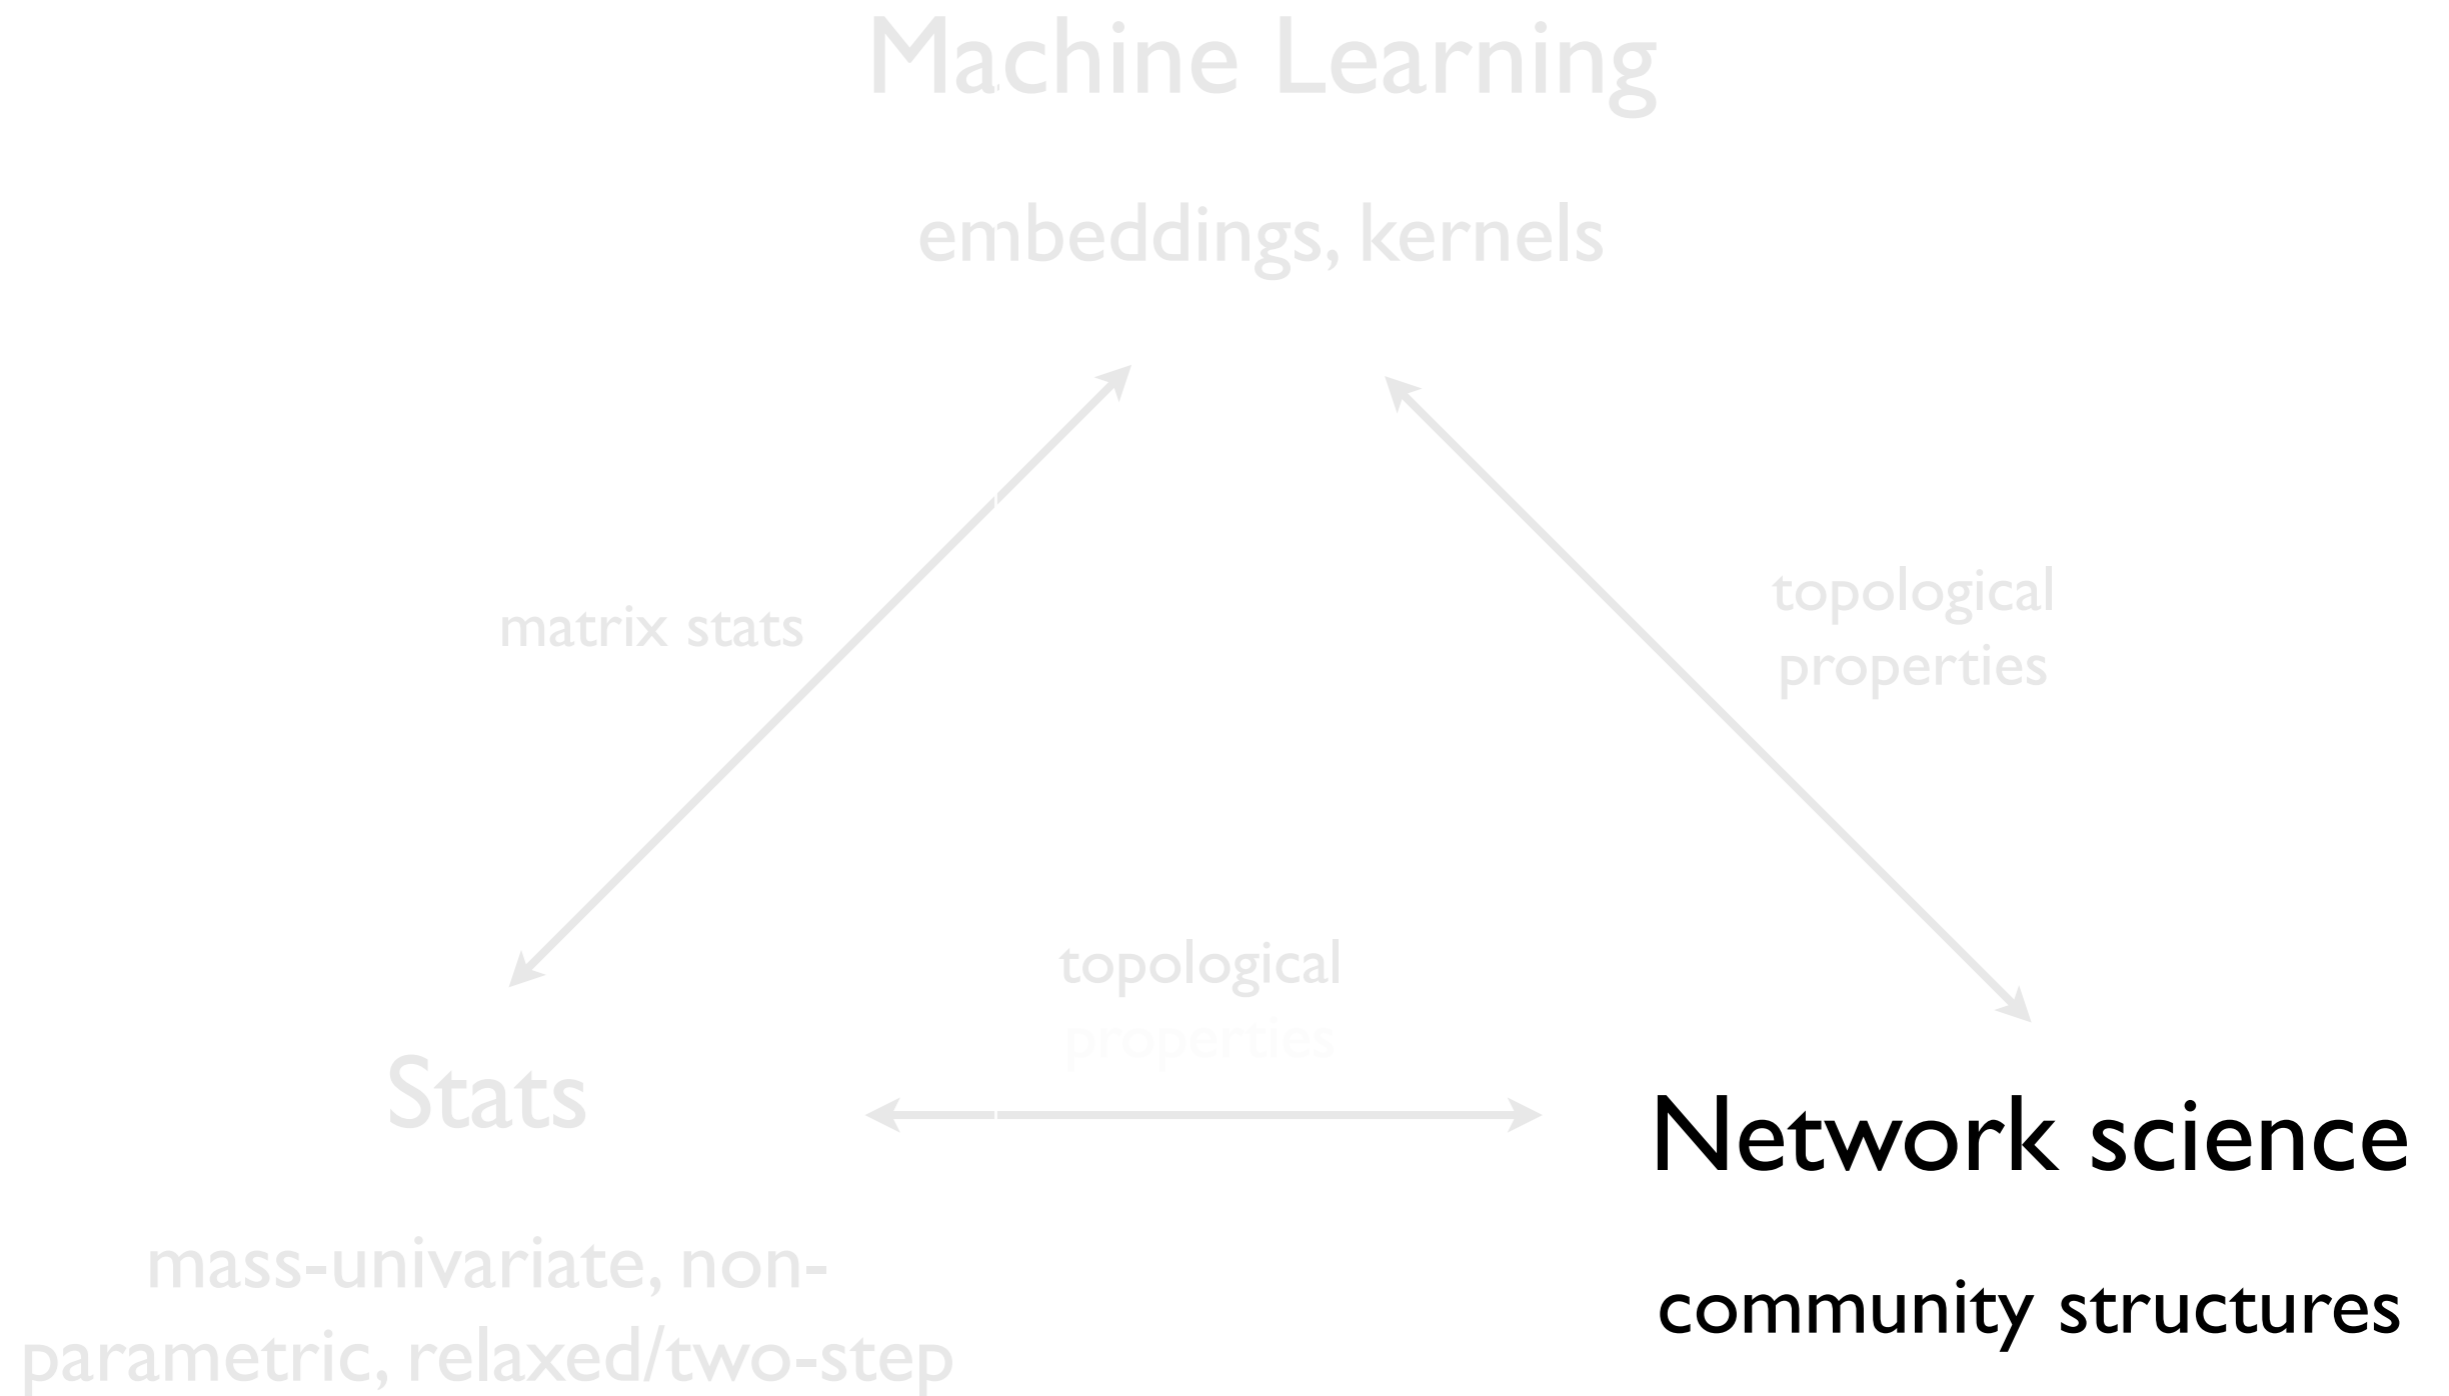 Machine Learning
embeddings, kernels
matrix stats
topological
properties
topological
properties
Stats
mass-univariate, non-
parametric, relaxed/two-step
Network science
community structures